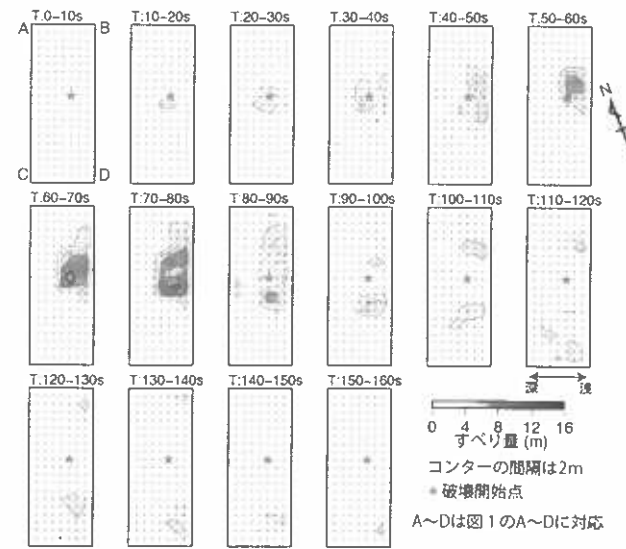 T.0-10s
T:10-20s
T:20-30s
T.30-40s
T:40-50s
T,50-60s
A
B
C
D
N
T.60-70s
T:70-80s
T:80-90s
T:90-100s
T:100-110s
T:110-120s
深
浅
T.120-130s
T:130-140s
T:140-150s
T:150-160s
0 4 8 12 16
すべり量 (m)
コンターの間隔は2m
破壊開始点
A〜Dは図1のA〜Dに対応